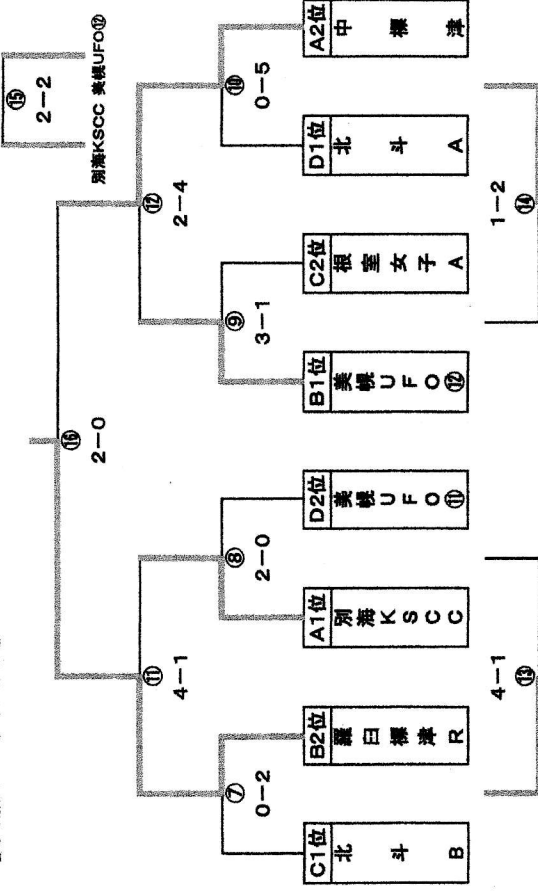 ⑮
2-2
別海KSCC 美幌UFO⑫
⑯
2-0
⑪
4-1
⑫
2-4
⑦
0-2
⑧
2-0
⑨
3-1
⑩
0-5
C1位
北斗B
B2位
羅臼標津R
A1位
別海KSCC
D2位
美幌UFO⑪
B1位
美幌UFO⑫
C2位
根室女子A
D1位
北斗A
A2位
中標津
4-1
⑬
1-2
⑭